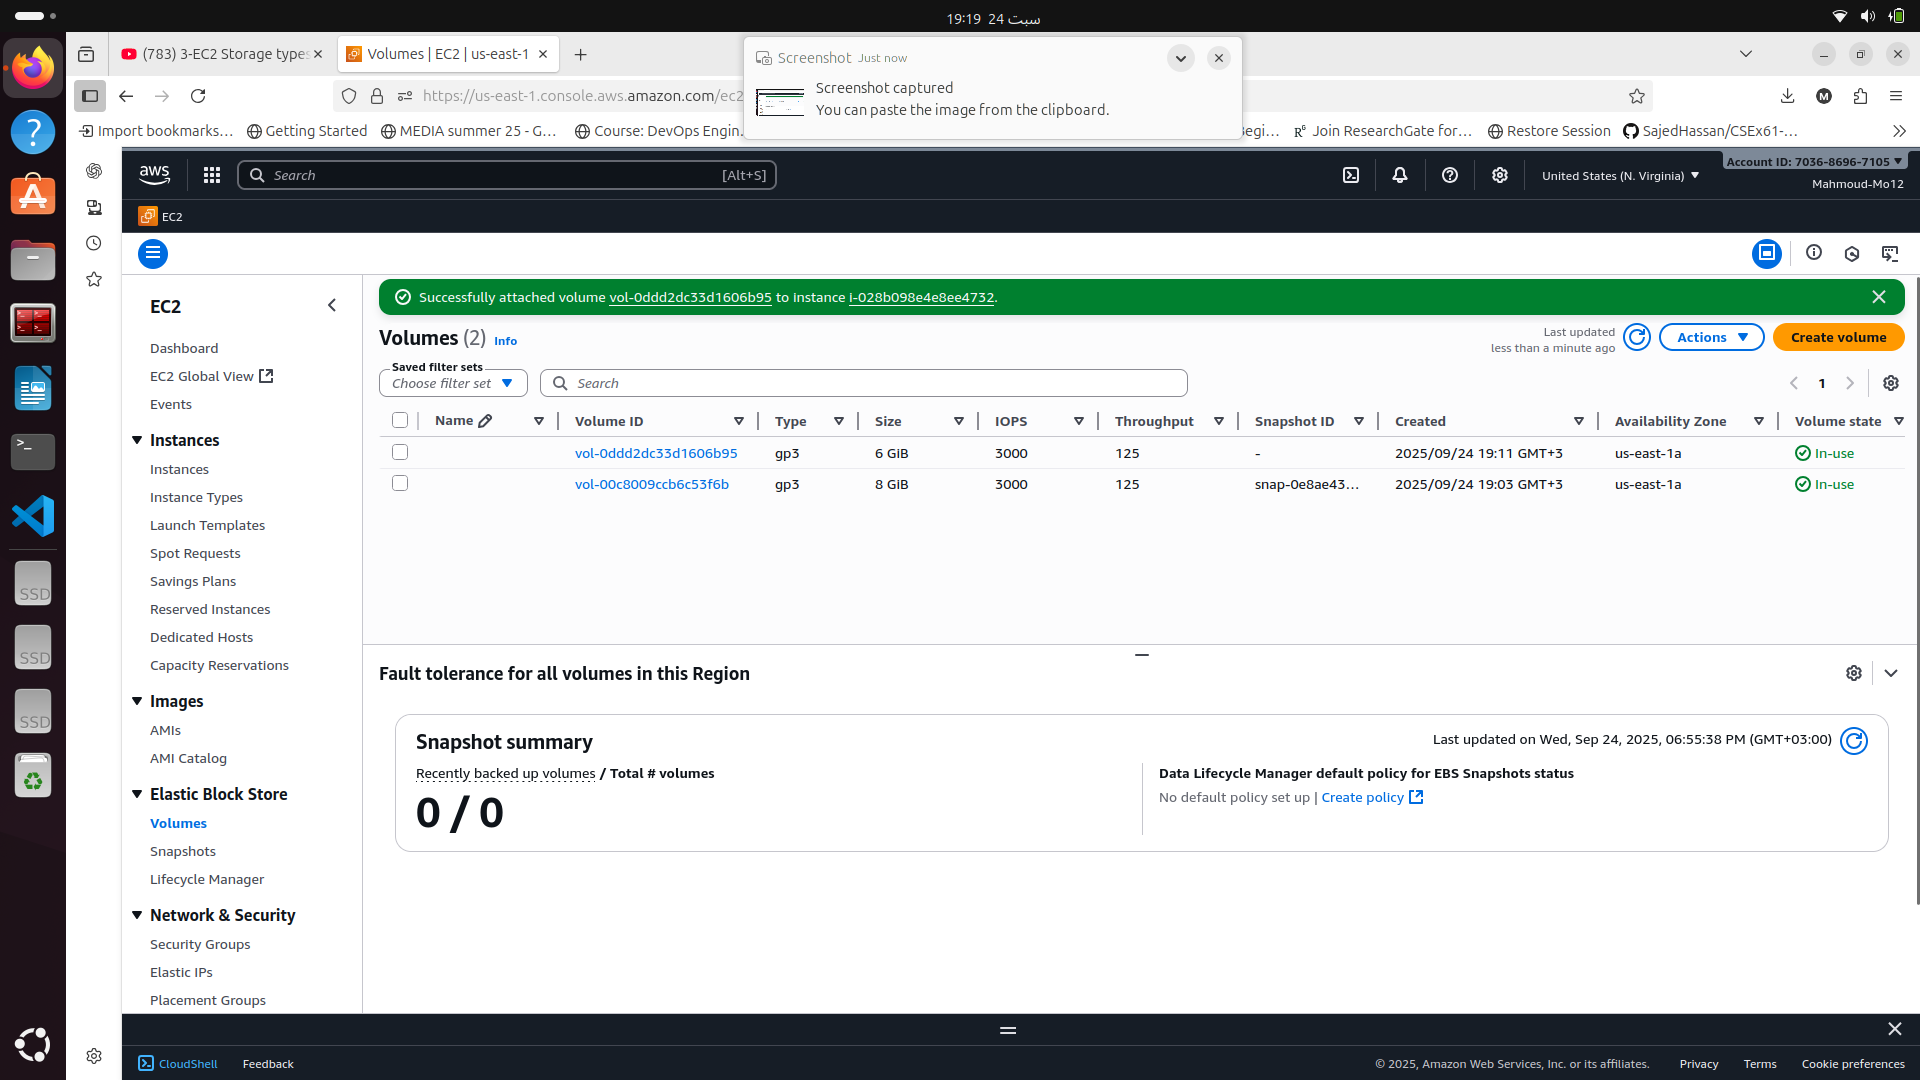 سبت 24  19:19
(783) 3-EC2 Storage types
Volumes | EC2 | us-east-1
Screenshot Just now
Screenshot captured
You can paste the image from the clipboard.
https://us-east-1.console.aws.amazon.com/ec2
Import bookmarks…
Getting Started
MEDIA summer 25 - G…
Course: DevOps Engin…
Join ResearchGate for…
Restore Session
SajedHassan/CSEx61-…
aws
Search [Alt+S]
United States (N. Virginia)
Account ID: 7036-8696-7105
Mahmoud-Mo12
EC2
EC2
Dashboard
EC2 Global View
Events
Instances
Instances
Instance Types
Launch Templates
Spot Requests
Savings Plans
Reserved Instances
Dedicated Hosts
Capacity Reservations
Images
AMIs
AMI Catalog
Elastic Block Store
Volumes
Snapshots
Lifecycle Manager
Network & Security
Security Groups
Elastic IPs
Placement Groups
Successfully attached volume vol-0ddd2dc33d1606b95 to instance i-028b098e4e8ee4732.
Volumes (2) Info
Last updated
less than a minute ago
Actions
Create volume
Saved filter sets
Choose filter set
Search
1
Name Volume ID Type Size IOPS Throughput Snapshot ID Created Availability Zone Volume state
vol-0ddd2dc33d1606b95 gp3 6 GiB 3000 125 - 2025/09/24 19:11 GMT+3 us-east-1a In-use
vol-00c8009ccb6c53f6b gp3 8 GiB 3000 125 snap-0e8ae43… 2025/09/24 19:03 GMT+3 us-east-1a In-use
Fault tolerance for all volumes in this Region
Snapshot summary
Last updated on Wed, Sep 24, 2025, 06:55:38 PM (GMT+03:00)
Recently backed up volumes / Total # volumes
0 / 0
Data Lifecycle Manager default policy for EBS Snapshots status
No default policy set up | Create policy
CloudShell
Feedback
© 2025, Amazon Web Services, Inc. or its affiliates.
Privacy
Terms
Cookie preferences
SSD
SSD
SSD